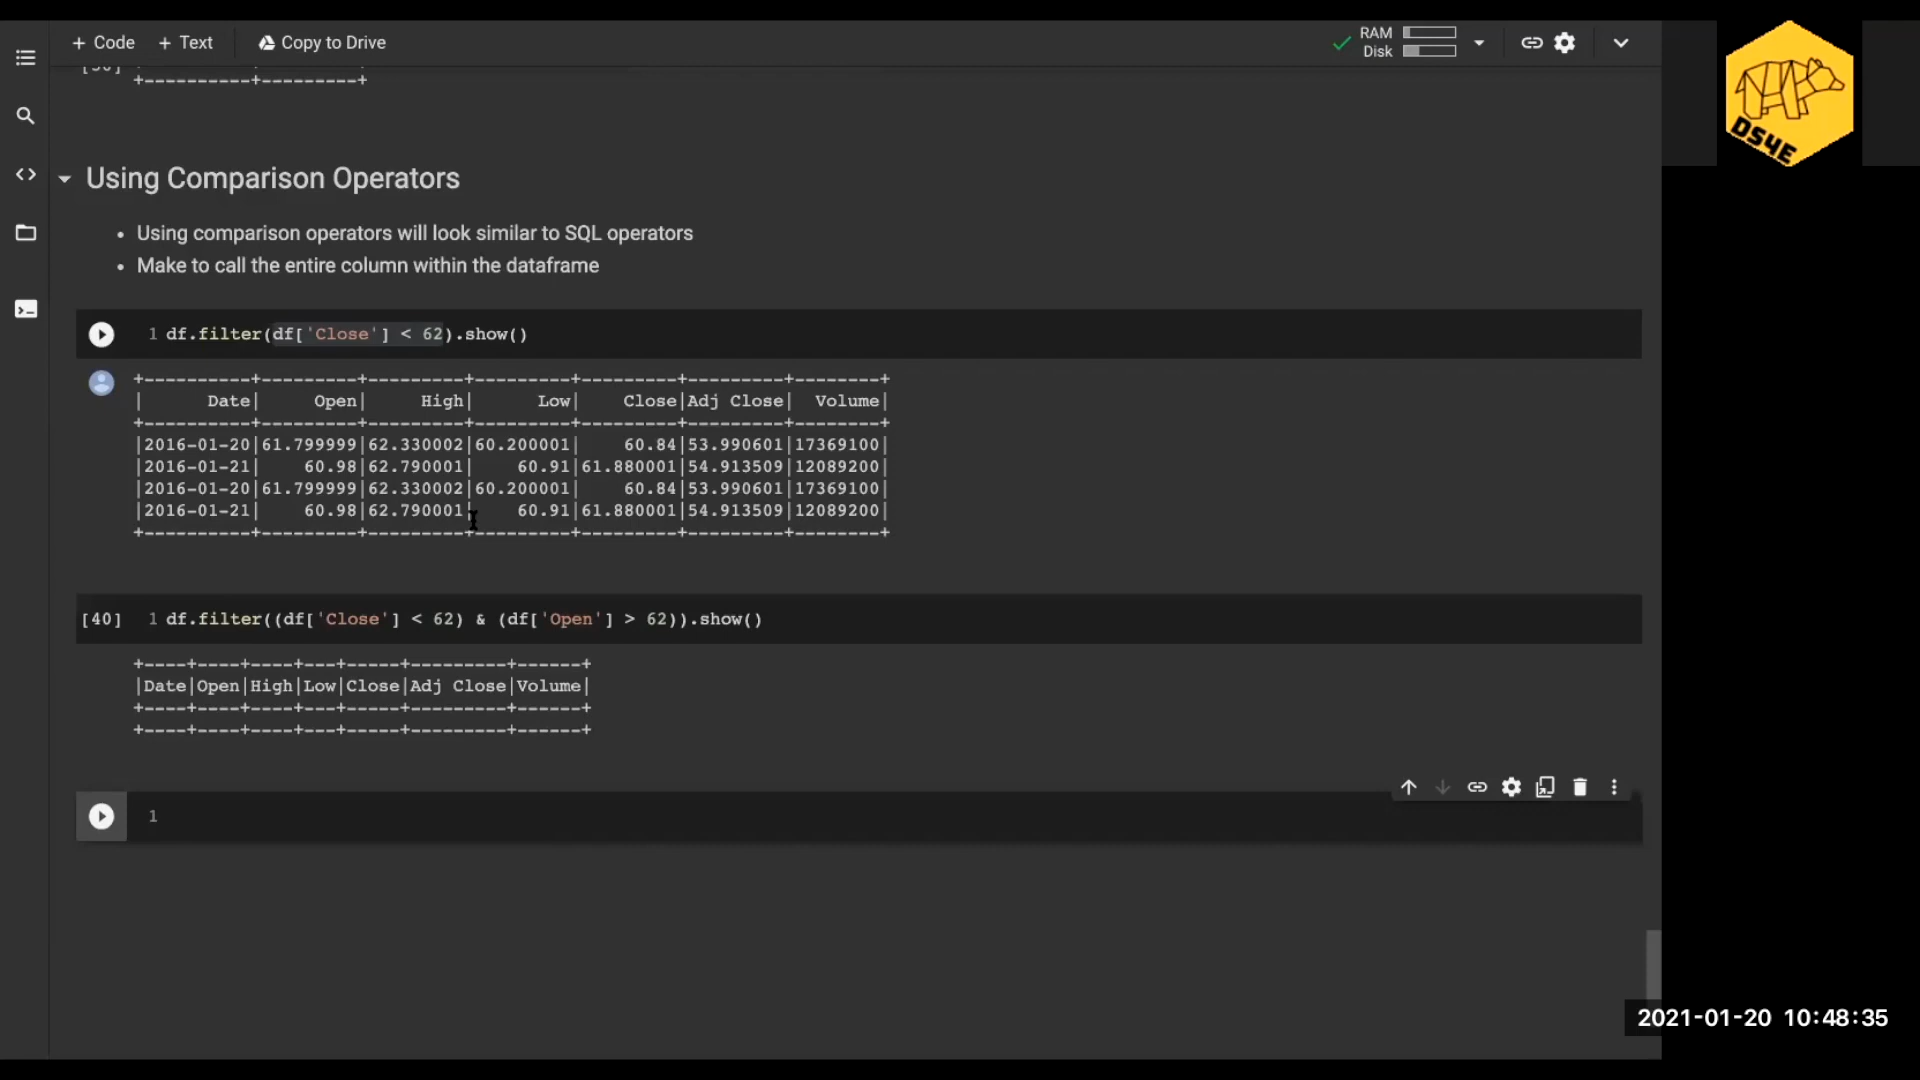 + Code + Text Copy to Drive
RAM
Disk
DS4E
+----------+---------+
Using Comparison Operators
• Using comparison operators will look similar to SQL operators
• Make to call the entire column within the dataframe
1 df.filter(df['Close'] < 62).show()
+----------+---------+---------+---------+---------+---------+--------+
|      Date|     Open|     High|      Low|    Close|Adj Close|  Volume|
+----------+---------+---------+---------+---------+---------+--------+
|2016-01-20|61.799999|62.330002|60.200001|    60.84|53.990601|17369100|
|2016-01-21|    60.98|62.790001|    60.91|61.880001|54.913509|12089200|
|2016-01-20|61.799999|62.330002|60.200001|    60.84|53.990601|17369100|
|2016-01-21|    60.98|62.790001|    60.91|61.880001|54.913509|12089200|
+----------+---------+---------+---------+---------+---------+--------+
[40] 1 df.filter((df['Close'] < 62) & (df['Open'] > 62)).show()
+----+----+----+---+-----+---------+------+
|Date|Open|High|Low|Close|Adj Close|Volume|
+----+----+----+---+-----+---------+------+
+----+----+----+---+-----+---------+------+
1
2021-01-20 10:48:35